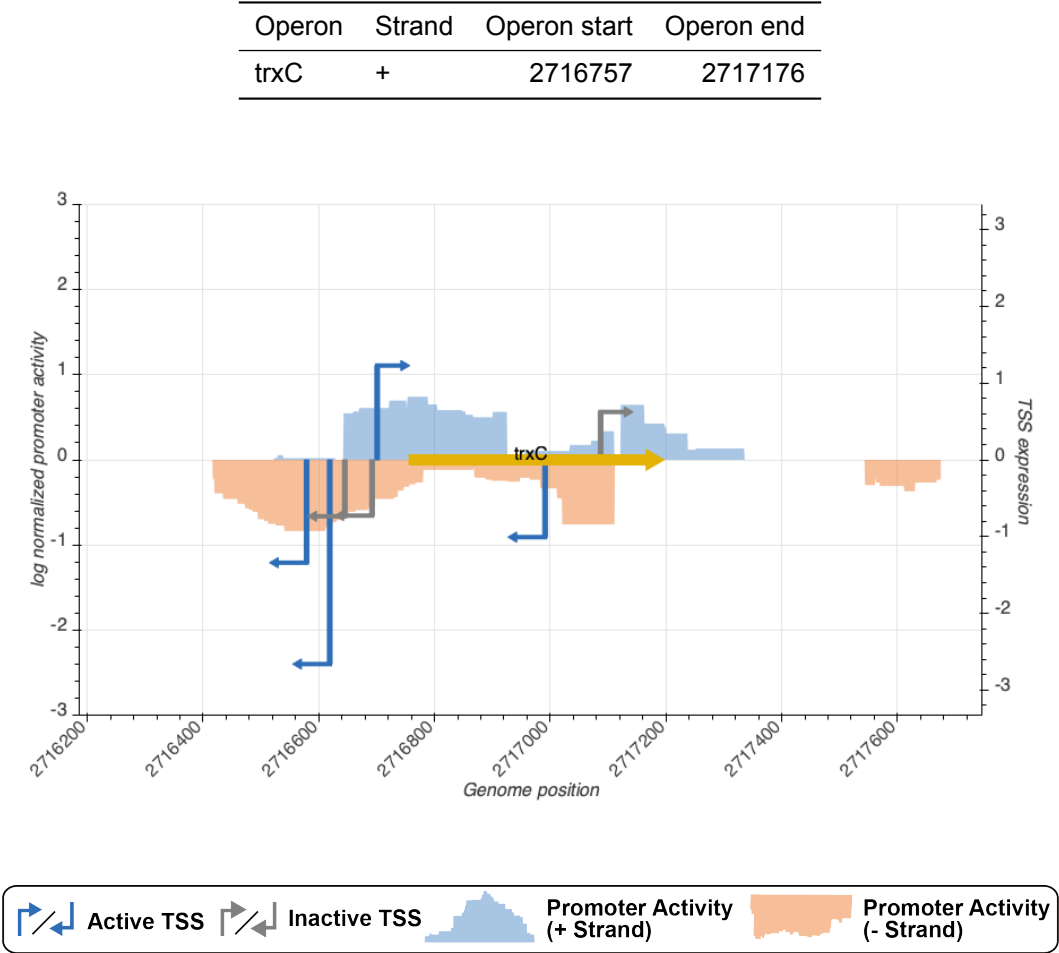 Operon Strand Operon start Operon end
trxC + 2716757 2717176
3
2
1
0
-1
-2
-3
log normalized promoter activity
3
2
1
0
-1
-2
-3
TSS expression
trxC
2716200 2716400 2716600 2716800 2717000 2717200 2717400 2717600
Genome position
Active TSS
Inactive TSS
Promoter Activity
(+ Strand)
Promoter Activity
(- Strand)